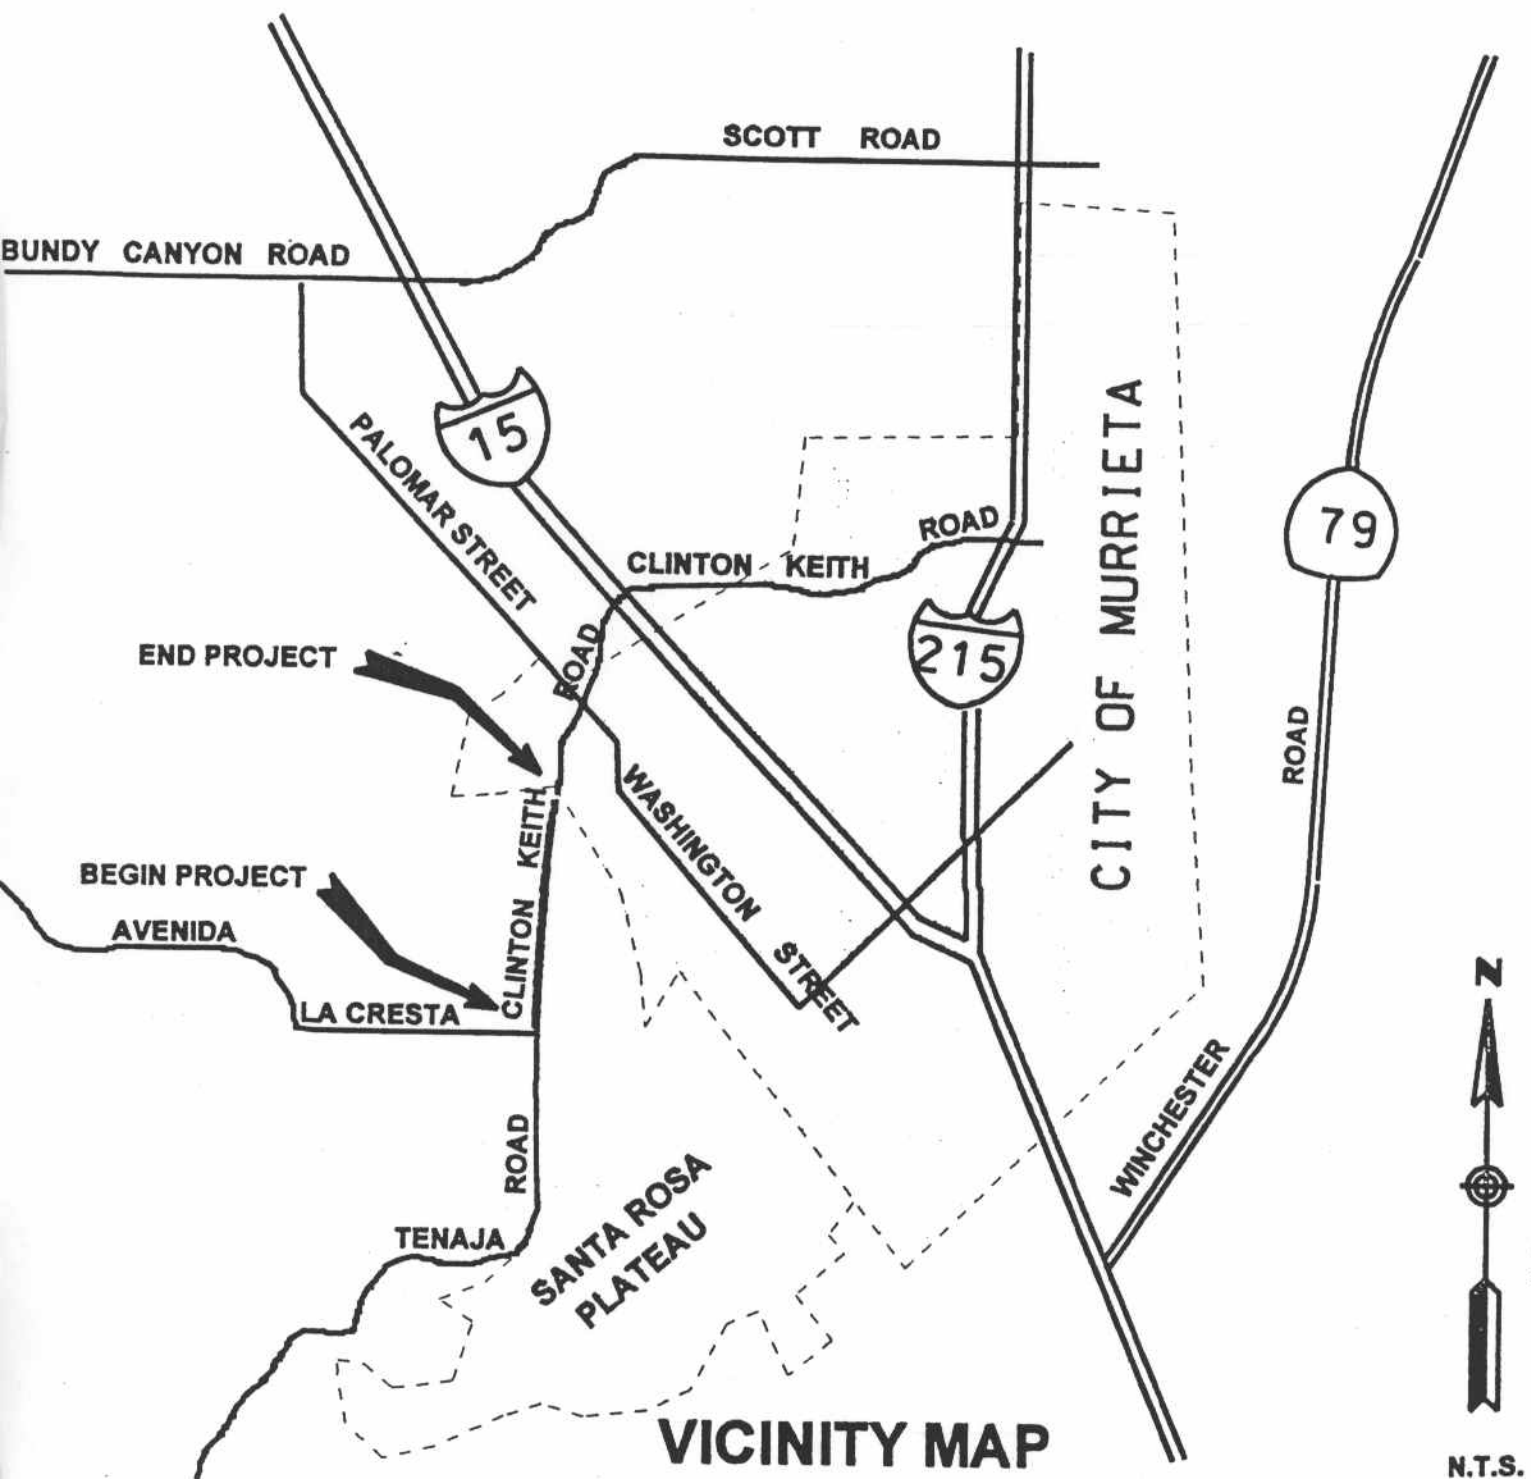 SCOTT ROAD
BUNDY CANYON ROAD
15
PALOMAR STREET
CITY OF MURRIETA
79
ROAD
CLINTON KEITH
ROAD
215
END PROJECT
ROAD
WASHINGTON STREET
CLINTON KEITH
BEGIN PROJECT
AVENIDA
LA CRESTA
WINCHESTER
N
ROAD
TENAJA
SANTA ROSA
PLATEAU
VICINITY MAP
N.T.S.